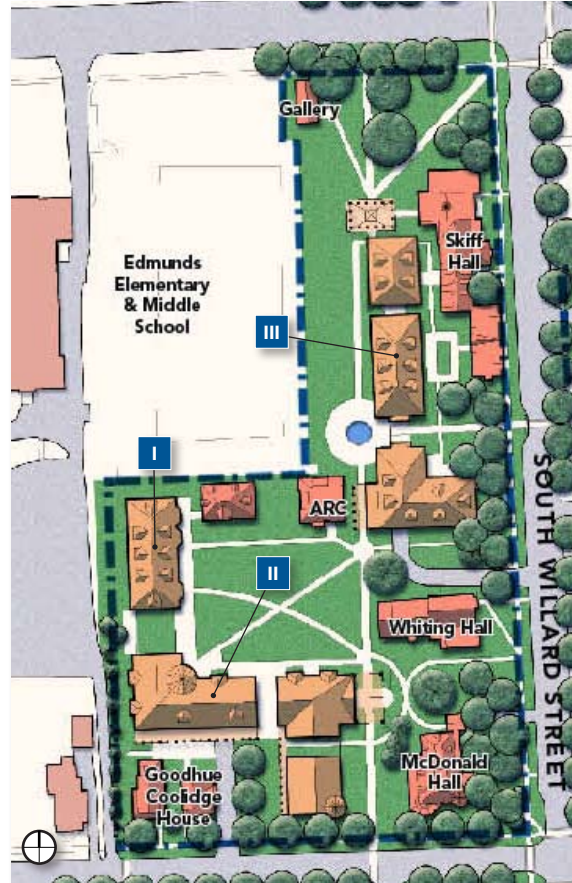 Gallery
Skiff
Hall
Edmunds
Elementary
& Middle
School
III
I
ARC
II
SOUTH WILLARD STREET
Whiting Hall
McDonald
Hall
Goodhue
Coolidge
House